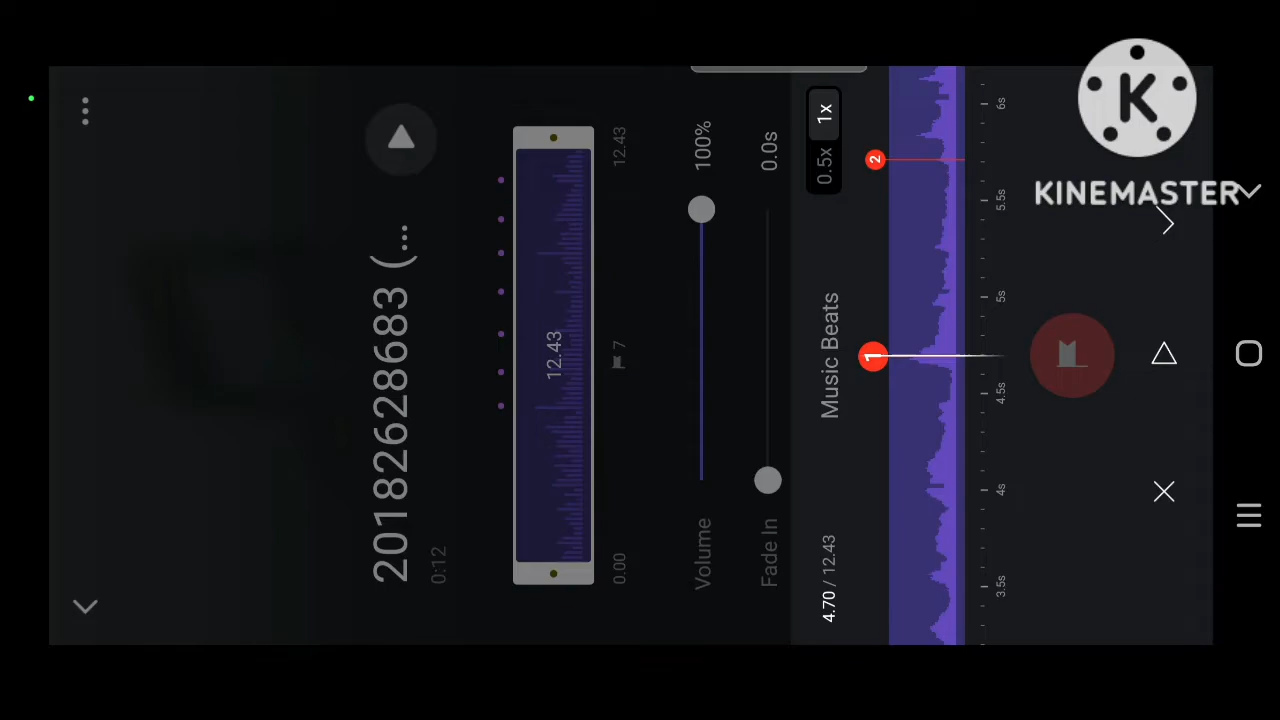 K
KINEMASTER
2018262628683 (...
0:12
12.43
0.00
7
12.43
Volume
100%
Fade In
0.0s
4.70 / 12.43
Music Beats
0.5x
1x
1
2
3.5s
4s
4.5s
5s
5.5s
6s